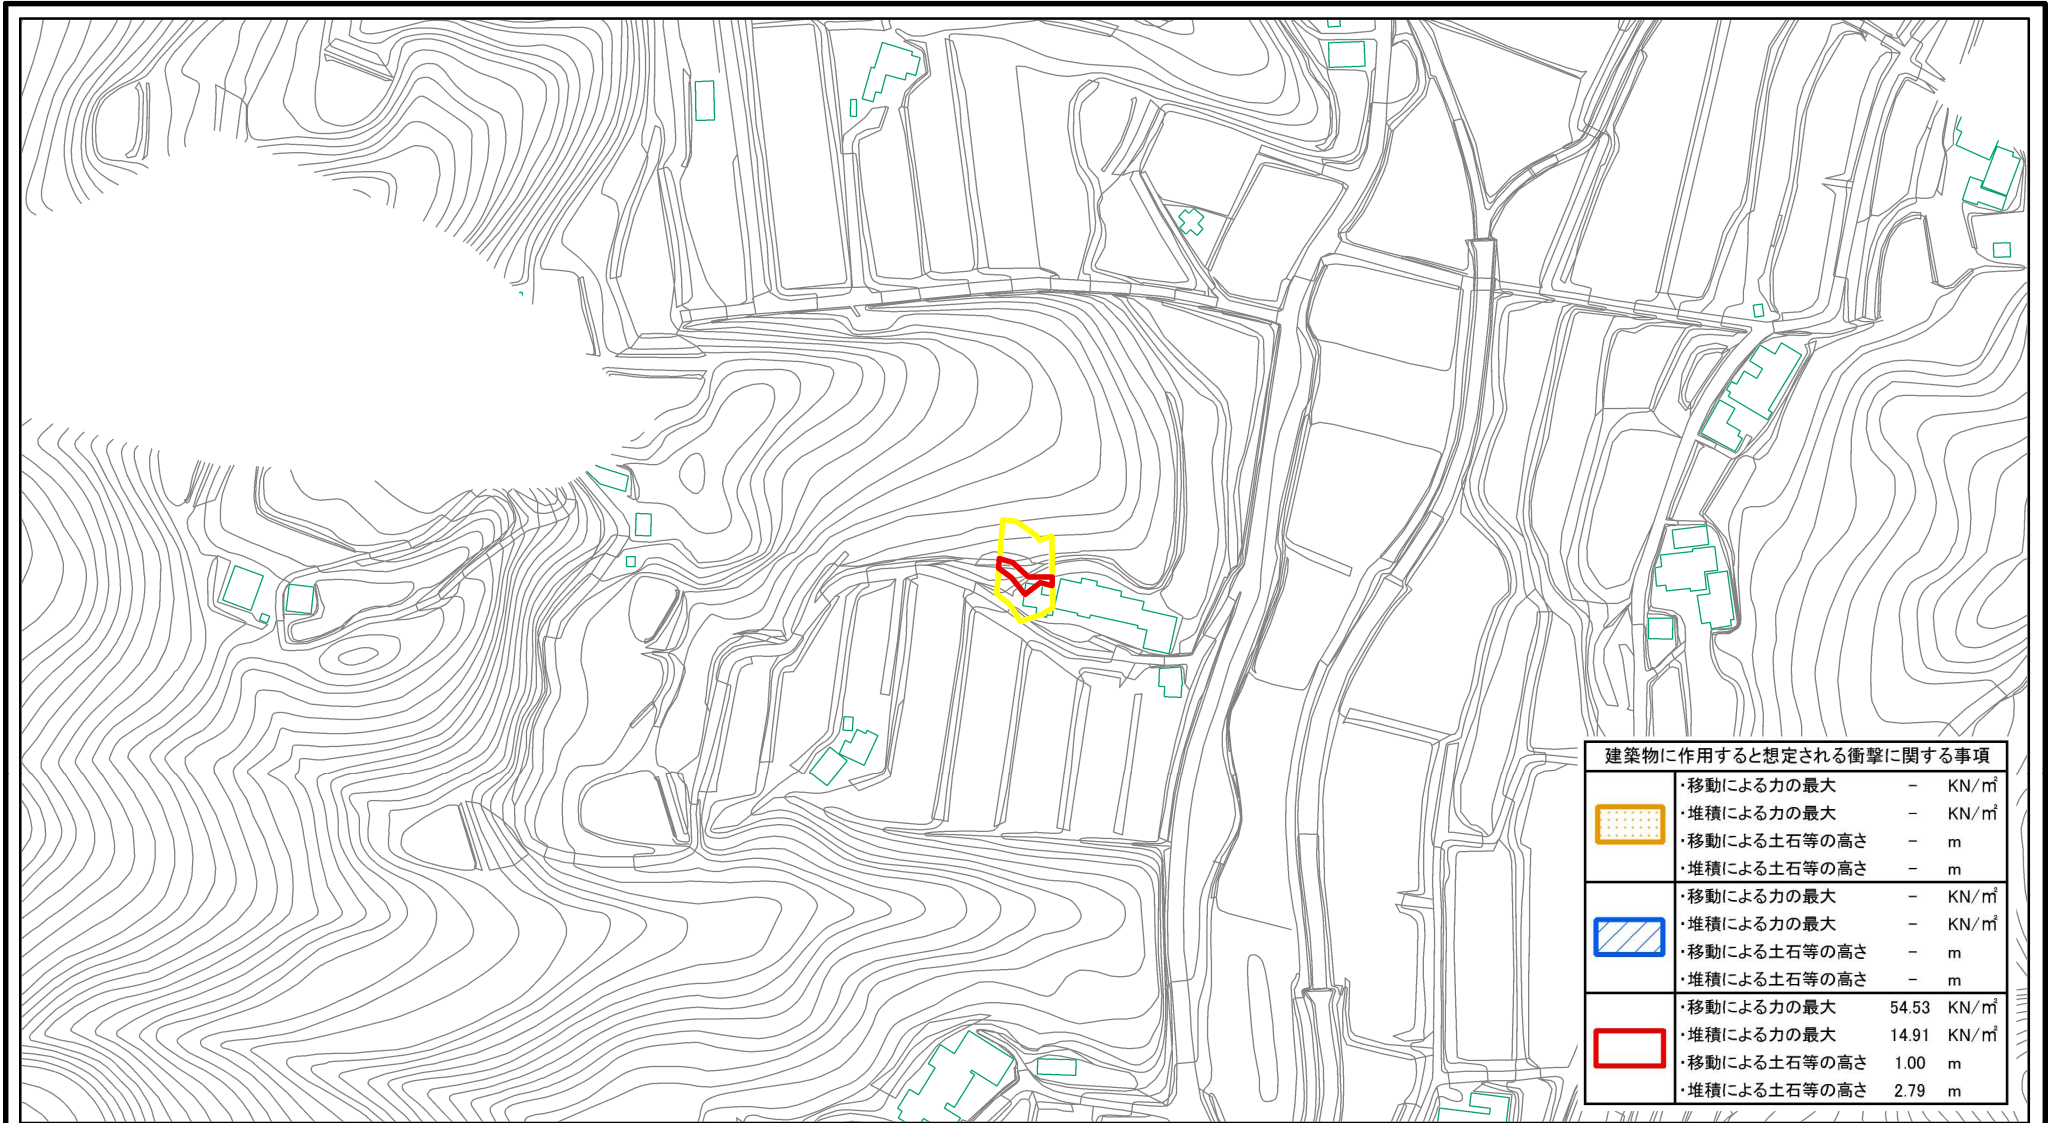 建築物に作用すると想定される衝撃に関する事項
・移動による力の最大 - KN/㎡
・堆積による力の最大 - KN/㎡
・移動による土石等の高さ - m
・堆積による土石等の高さ - m
・移動による力の最大 - KN/㎡
・堆積による力の最大 - KN/㎡
・移動による土石等の高さ - m
・堆積による土石等の高さ - m
・移動による力の最大 54.53 KN/㎡
・堆積による力の最大 14.91 KN/㎡
・移動による土石等の高さ 1.00 m
・堆積による土石等の高さ 2.79 m